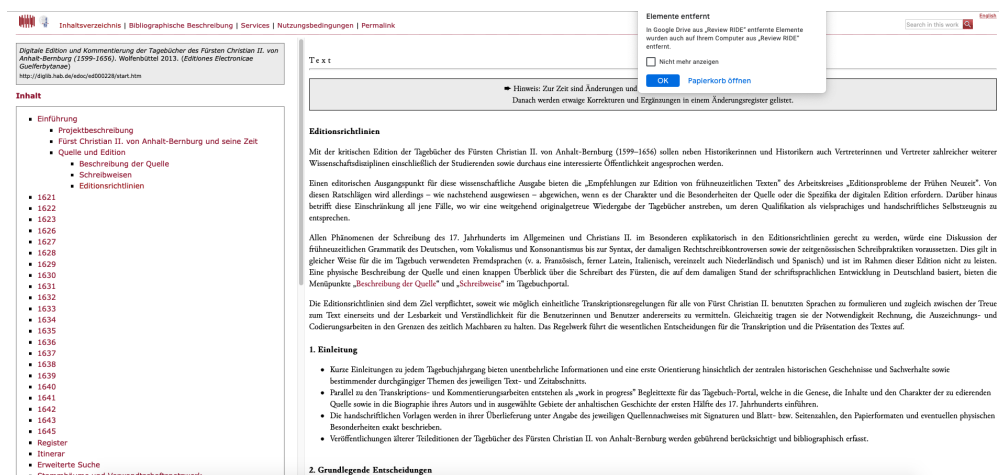 Inhaltsverzeichnis | Bibliographische Beschreibung | Services | Nutzungsbedingungen | Permalink
English
Search in this work
Elemente entfernt
In Google Drive aus „Review RIDE" entfernte Elemente
wurden auch auf Ihrem Computer aus „Review RIDE"
entfernt.
Nicht mehr anzeigen
OK
Papierkorb öffnen
Digitale Edition und Kommentierung der Tagebücher des Fürsten Christian II. von
Anhalt-Bernburg (1599-1656). Wolfenbüttel 2013. (Editiones Electronicae
Guelferbytanae)
http://diglib.hab.de/edoc/ed000228/start.htm
Inhalt
Einführung
Projektbeschreibung
Fürst Christian II. von Anhalt-Bernburg und seine Zeit
Quelle und Edition
Beschreibung der Quelle
Schreibweisen
Editionsrichtlinien
1621
1622
1623
1626
1627
1628
1629
1630
1631
1632
1633
1634
1635
1636
1637
1638
1639
1640
1641
1642
1643
1645
Register
Itinerar
Erweiterte Suche
Text
➨ Hinweis: Zur Zeit sind Änderungen und
Danach werden etwaige Korrekturen und Ergänzungen in einem Änderungsregister gelistet.
Editionsrichtlinien
Mit der kritischen Edition der Tagebücher des Fürsten Christian II. von Anhalt-Bernburg (1599–1656) sollen neben Historikerinnen und Historikern auch Vertreterinnen und Vertreter zahlreicher weiterer
Wissenschaftsdisziplinen einschließlich der Studierenden sowie durchaus eine interessierte Öffentlichkeit angesprochen werden.
Einen editorischen Ausgangspunkt für diese wissenschaftliche Ausgabe bieten die „Empfehlungen zur Edition von frühneuzeitlichen Texten" des Arbeitskreises „Editionsprobleme der Frühen Neuzeit". Von
diesen Ratschlägen wird allerdings – wie nachstehend ausgewiesen – abgewichen, wenn es der Charakter und die Besonderheiten der Quelle oder die Spezifika der digitalen Edition erfordern. Darüber hinaus
betrifft diese Einschränkung all jene Fälle, wo wir eine weitgehend originalgetreue Wiedergabe der Tagebücher anstreben, um deren Qualifikation als vielsprachiges und handschriftliches Selbstzeugnis zu
entsprechen.
Allen Phänomenen der Schreibung des 17. Jahrhunderts im Allgemeinen und Christians II. im Besonderen explikatorisch in den Editionsrichtlinien gerecht zu werden, würde eine Diskussion der
frühneuzeitlichen Grammatik des Deutschen, vom Vokalismus und Konsonantismus bis zur Syntax, der damaligen Rechtschreibkontroversen sowie der zeitgenössischen Schreibpraktiken voraussetzen. Dies gilt in
gleicher Weise für die im Tagebuch verwendeten Fremdsprachen (v. a. Französisch, ferner Latein, Italienisch, vereinzelt auch Niederländisch und Spanisch) und ist im Rahmen dieser Edition nicht zu leisten.
Eine physische Beschreibung der Quelle und einen knappen Überblick über die Schreibart des Fürsten, die auf dem damaligen Stand der schriftsprachlichen Entwicklung in Deutschland basiert, bieten die
Menüpunkte „Beschreibung der Quelle" und „Schreibweise" im Tagebuchportal.
Die Editionsrichtlinien sind dem Ziel verpflichtet, soweit wie möglich einheitliche Transkriptionsregelungen für alle von Fürst Christian II. benutzten Sprachen zu formulieren und zugleich zwischen der Treue
zum Text einerseits und der Lesbarkeit und Verständlichkeit für die Benutzerinnen und Benutzer andererseits zu vermitteln. Gleichzeitig tragen sie der Notwendigkeit Rechnung, die Auszeichnungs- und
Codierungsarbeiten in den Grenzen des zeitlich Machbaren zu halten. Das Regelwerk führt die wesentlichen Entscheidungen für die Transkription und die Präsentation des Textes auf.
1. Einleitung
Kurze Einleitungen zu jedem Tagebuchjahrgang bieten unentbehrliche Informationen und eine erste Orientierung hinsichtlich der zentralen historischen Geschehnisse und Sachverhalte sowie
bestimmender durchgängiger Themen des jeweiligen Text- und Zeitabschnitts.
Parallel zu den Transkriptions- und Kommentierungsarbeiten entstehen als „work in progress" Begleittexte für das Tagebuch-Portal, welche in die Genese, die Inhalte und den Charakter der zu edierenden
Quelle sowie in die Biographie ihres Autors und in ausgewählte Gebiete der anhaltischen Geschichte der ersten Hälfte des 17. Jahrhunderts einführen.
Die handschriftlichen Vorlagen werden in ihrer Überlieferung unter Angabe des jeweiligen Quellennachweises mit Signaturen und Blatt- bzw. Seitenzahlen, den Papierformaten und eventuellen physischen
Besonderheiten exakt beschrieben.
Veröffentlichungen älterer Teileditionen der Tagebücher des Fürsten Christian II. von Anhalt-Bernburg werden gebührend berücksichtigt und bibliographisch erfasst.
2. Grundlegende Entscheidungen